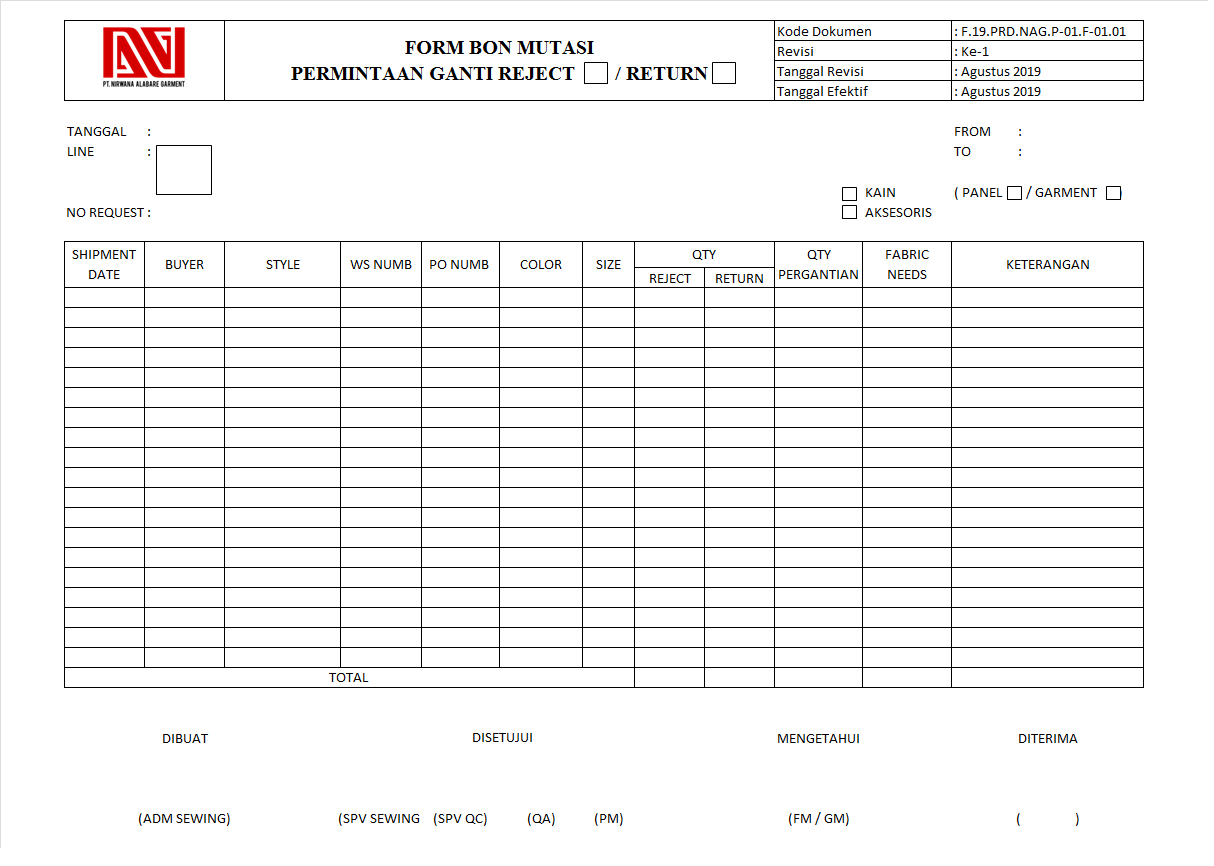 PT. NIRWANA ALABARE GARMENT
FORM BON MUTASI
PERMINTAAN GANTI REJECT / RETURN
Kode Dokumen : F.19.PRD.NAG.P-01.F-01.01
Revisi : Ke-1
Tanggal Revisi : Agustus 2019
Tanggal Efektif : Agustus 2019
TANGGAL : FROM :
LINE : TO :
KAIN ( PANEL / GARMENT )
NO REQUEST : AKSESORIS
SHIPMENT DATE BUYER STYLE WS NUMB PO NUMB COLOR SIZE QTY QTY PERGANTIAN FABRIC NEEDS KETERANGAN
REJECT RETURN
TOTAL
DIBUAT DISETUJUI MENGETAHUI DITERIMA
(ADM SEWING) (SPV SEWING (SPV QC) (QA) (PM) (FM / GM) ( )